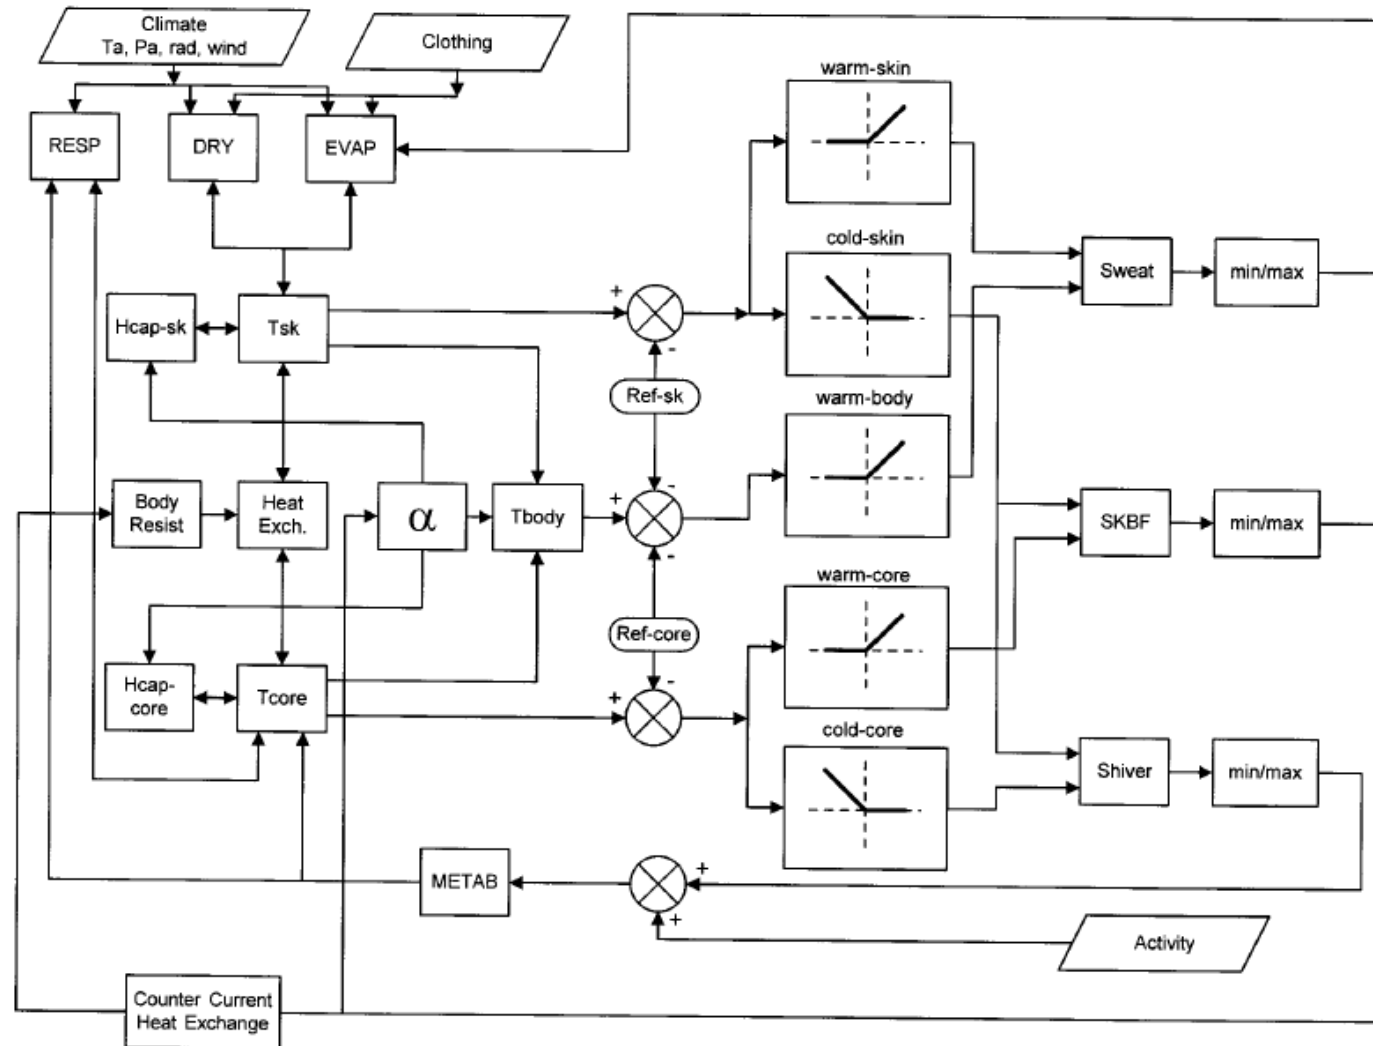 Climate
Ta, Pa, rad, wind
Clothing
warm-skin
RESP
DRY
EVAP
cold-skin
Sweat
min/max
Hcap-sk
Tsk
+
-
Ref-sk
warm-body
Body
Resist
Heat
Exch.
α
Tbody
+
-
-
SKBF
min/max
warm-core
Ref-core
Hcap-
core
Tcore
+
-
cold-core
Shiver
min/max
METAB
+
+
Activity
Counter Current
Heat Exchange